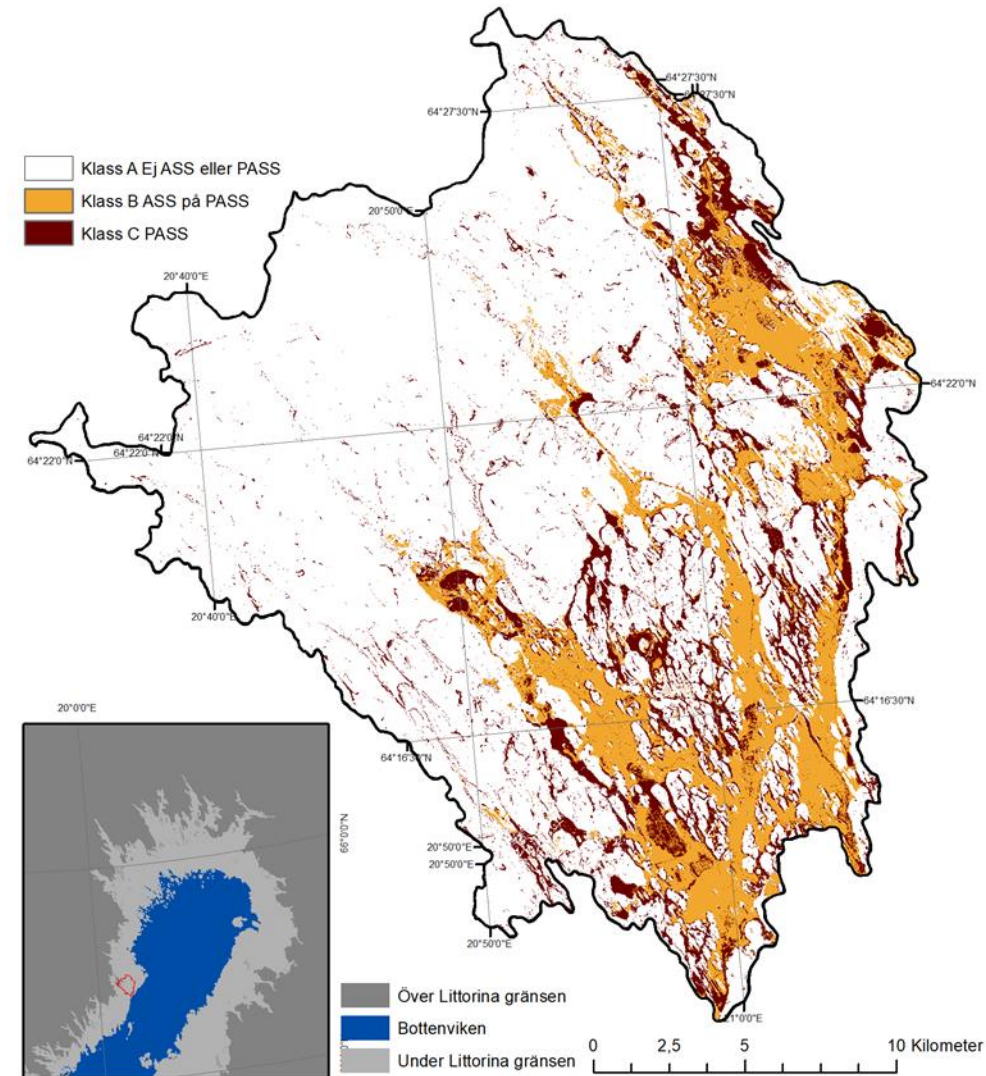 64°27'30"N
64°27'30"N
64°27'30"N
Klass A Ej ASS eller PASS
Klass B ASS på PASS
Klass C PASS
20°50'0"E
20°40'0"E
64°22'0"N
64°22'0"N
64°22'0"N
64°22'0"N
20°40'0"E
64°16'30"N
20°0'0"E
64°16'30"N
66°0'0"N
20°50'0"E
20°50'0"E
20°50'0"E
Över Littorina gränsen
Bottenviken
Under Littorina gränsen
21°0'0"E
0 2,5 5 10 Kilometer